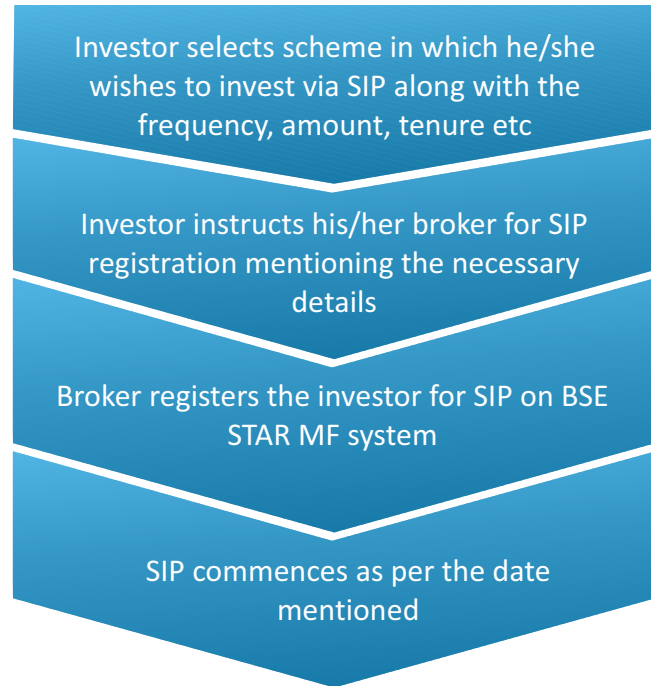 Investor selects scheme in which he/she
wishes to invest via SIP along with the
frequency, amount, tenure etc
Investor instructs his/her broker for SIP
registration mentioning the necessary
details
Broker registers the investor for SIP on BSE
STAR MF system
SIP commences as per the date
mentioned